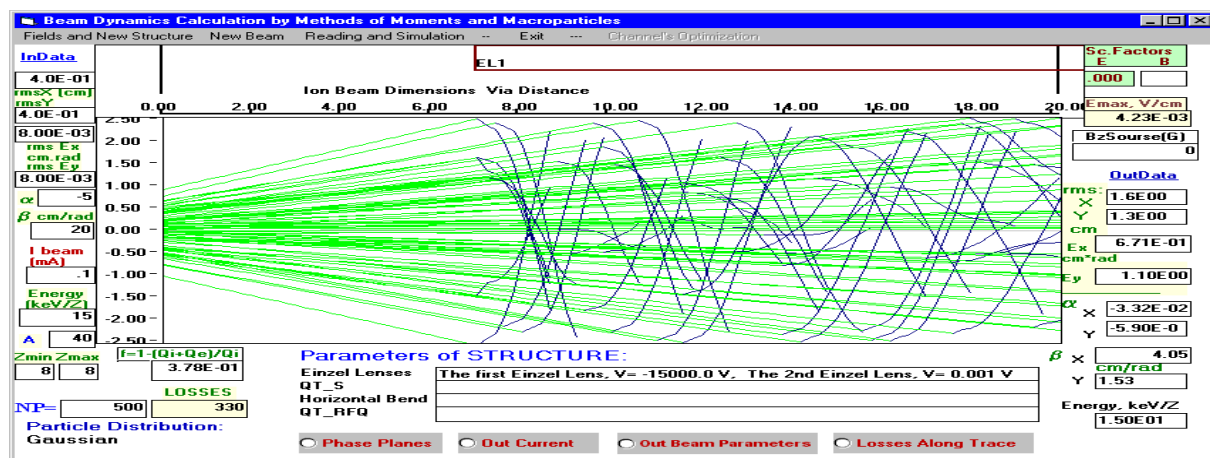 Beam Dynamics Calculation by Methods of Moments and Macroparticles
Fields and New Structure New Beam Reading and Simulation -- Exit --- Channel's Optimization
InData
4.0E-01
rmsX (cm)
rmsY
4.0E-01
8.00E-03
rms Ex
cm.rad
rms Ey
8.00E-03
α
-5
β cm/rad
20
I beam
(mA)
.1
Energy
(keV/Z)
15
A 40
Zmin Zmax
8 8
EL1
Ion Beam Dimensions Via Distance
0.00 2.00 4.00 6.00 8.00 10.00 12.00 14.00 16.00 18.00 20.00
2.50
2.00
1.50
1.00
0.50
0.00
-0.50
-1.00
-1.50
-2.00
-2.50
Sc.Factors
E B
.000
Emax, V/cm
4.23E-03
BzSourse(G)
0
OutData
rms:
X 1.6E00
Y 1.3E00
cm
Ex 6.71E-01
cm*rad
Ey 1.10E00
α
X -3.32E-02
Y -5.90E-0
β X 4.05
cm/rad
Y 1.53
Energy, keV/Z
1.50E01
f=1-(Qi+Qe)/Qi
3.78E-01
LOSSES
NP= 500 330
Particle Distribution:
Gaussian
Parameters of STRUCTURE:
Einzel Lenses The first Einzel Lens, V= -15000.0 V, The 2nd Einzel Lens, V= 0.001 V
QT_S
Horizontal Bend
QT_RFQ
Phase Planes Out Current Out Beam Parameters Losses Along Trace